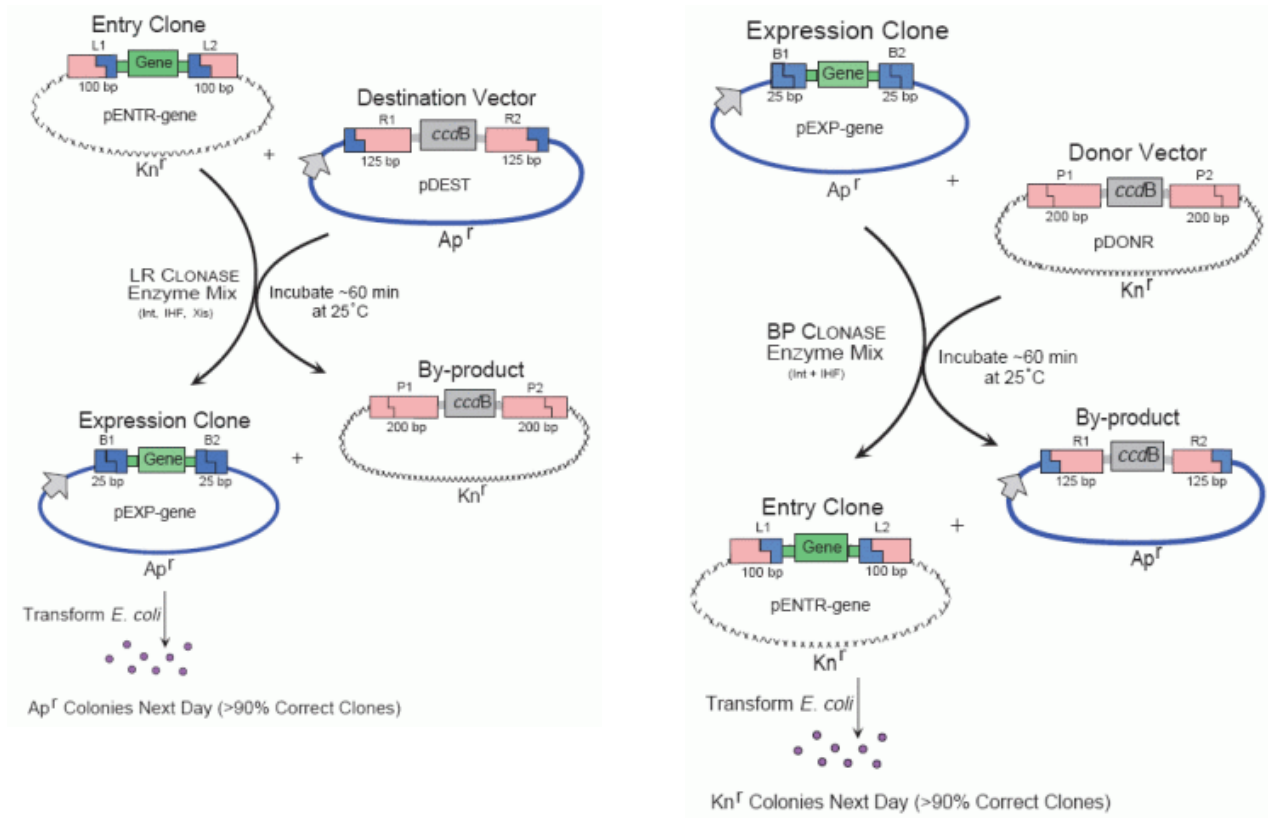 Entry Clone
L1
L2
Gene
100 bp
100 bp
pENTR-gene
Knʳ
+
Destination Vector
R1
ccdB
R2
125 bp
125 bp
pDEST
Apʳ
LR CLONASE
Enzyme Mix
(Int, IHF, Xis)
Incubate ~60 min
at 25˚C
By-product
P1
ccdB
P2
200 bp
200 bp
Knʳ
Expression Clone
B1
B2
Gene
25 bp
25 bp
pEXP-gene
Apʳ
+
Transform E. coli
Apʳ Colonies Next Day (>90% Correct Clones)
Expression Clone
B1
B2
Gene
25 bp
25 bp
pEXP-gene
Apʳ
+
Donor Vector
P1
ccdB
P2
200 bp
200 bp
pDONR
Knʳ
BP CLONASE
Enzyme Mix
(Int + IHF)
Incubate ~60 min
at 25˚C
By-product
R1
ccdB
R2
125 bp
125 bp
Apʳ
Entry Clone
L1
L2
Gene
100 bp
100 bp
pENTR-gene
Knʳ
+
Transform E. coli
Knʳ Colonies Next Day (>90% Correct Clones)